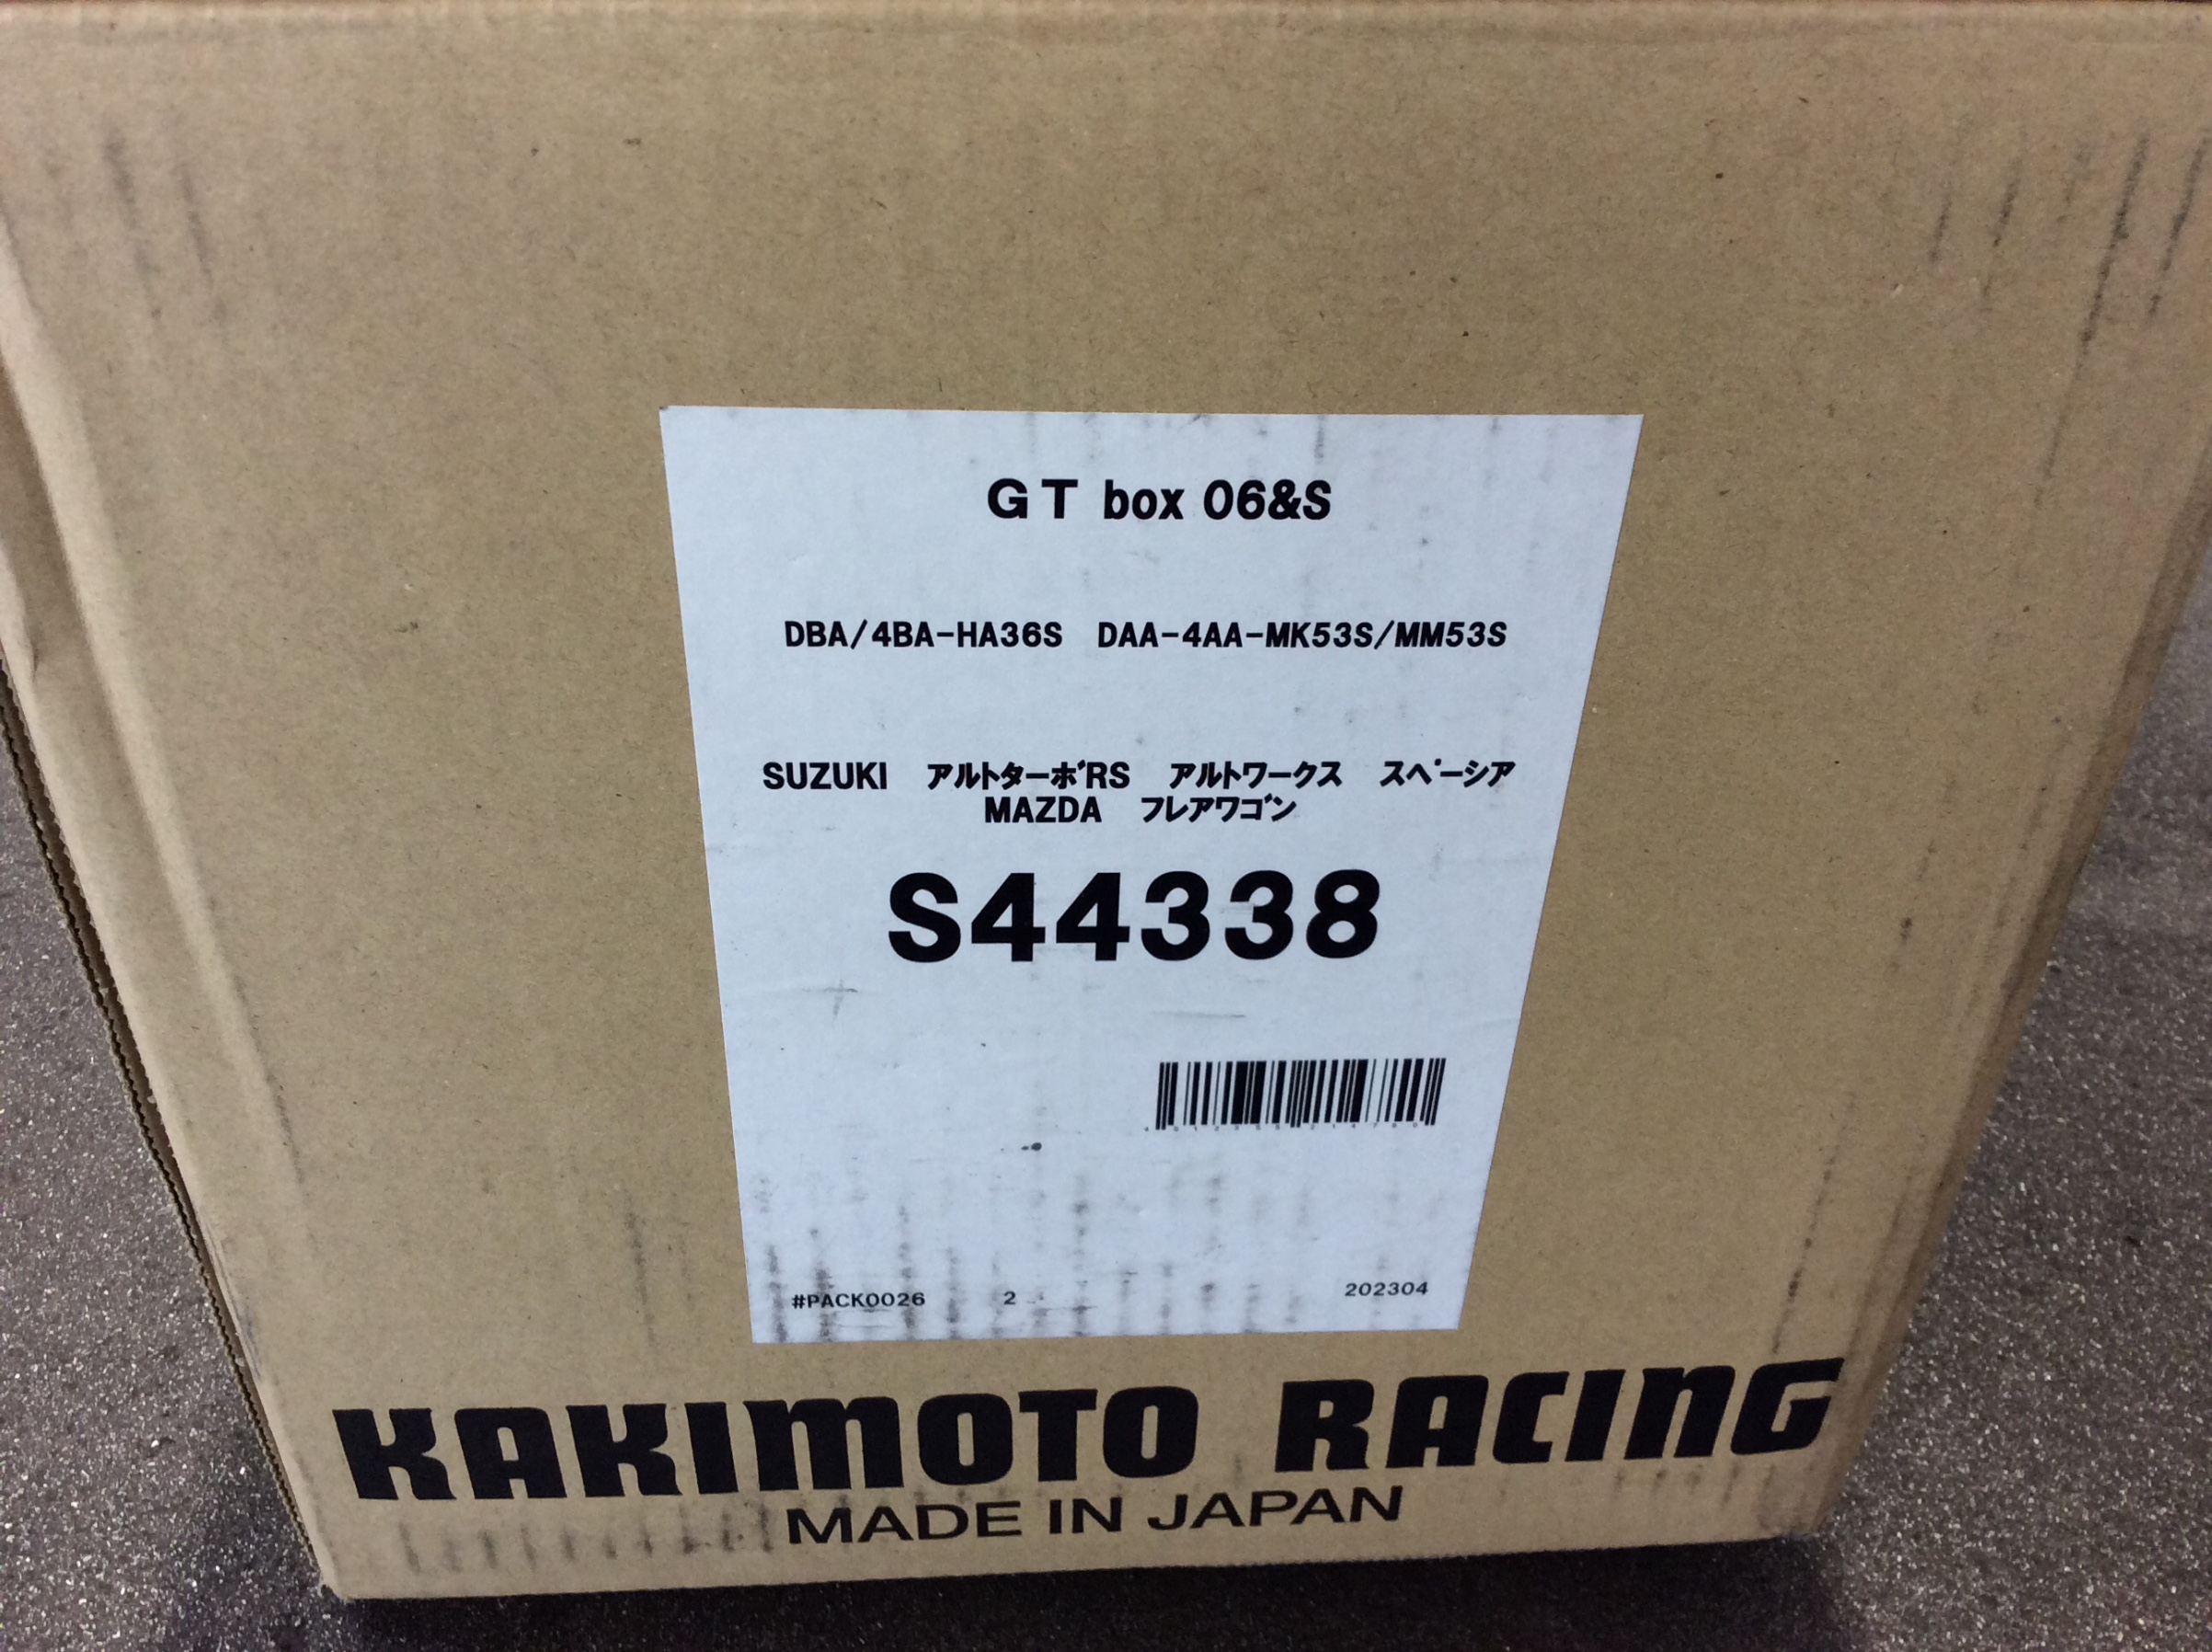 GT box 06&S
DBA/4BA-HA36S DAA-4AA-MK53S/MM53S
SUZUKI アルトターボRS アルトワークス スペーシア
MAZDA フレアワゴン
S44338
#PACK0026 2 202304
KAKIMOTO RACING
MADE IN JAPAN